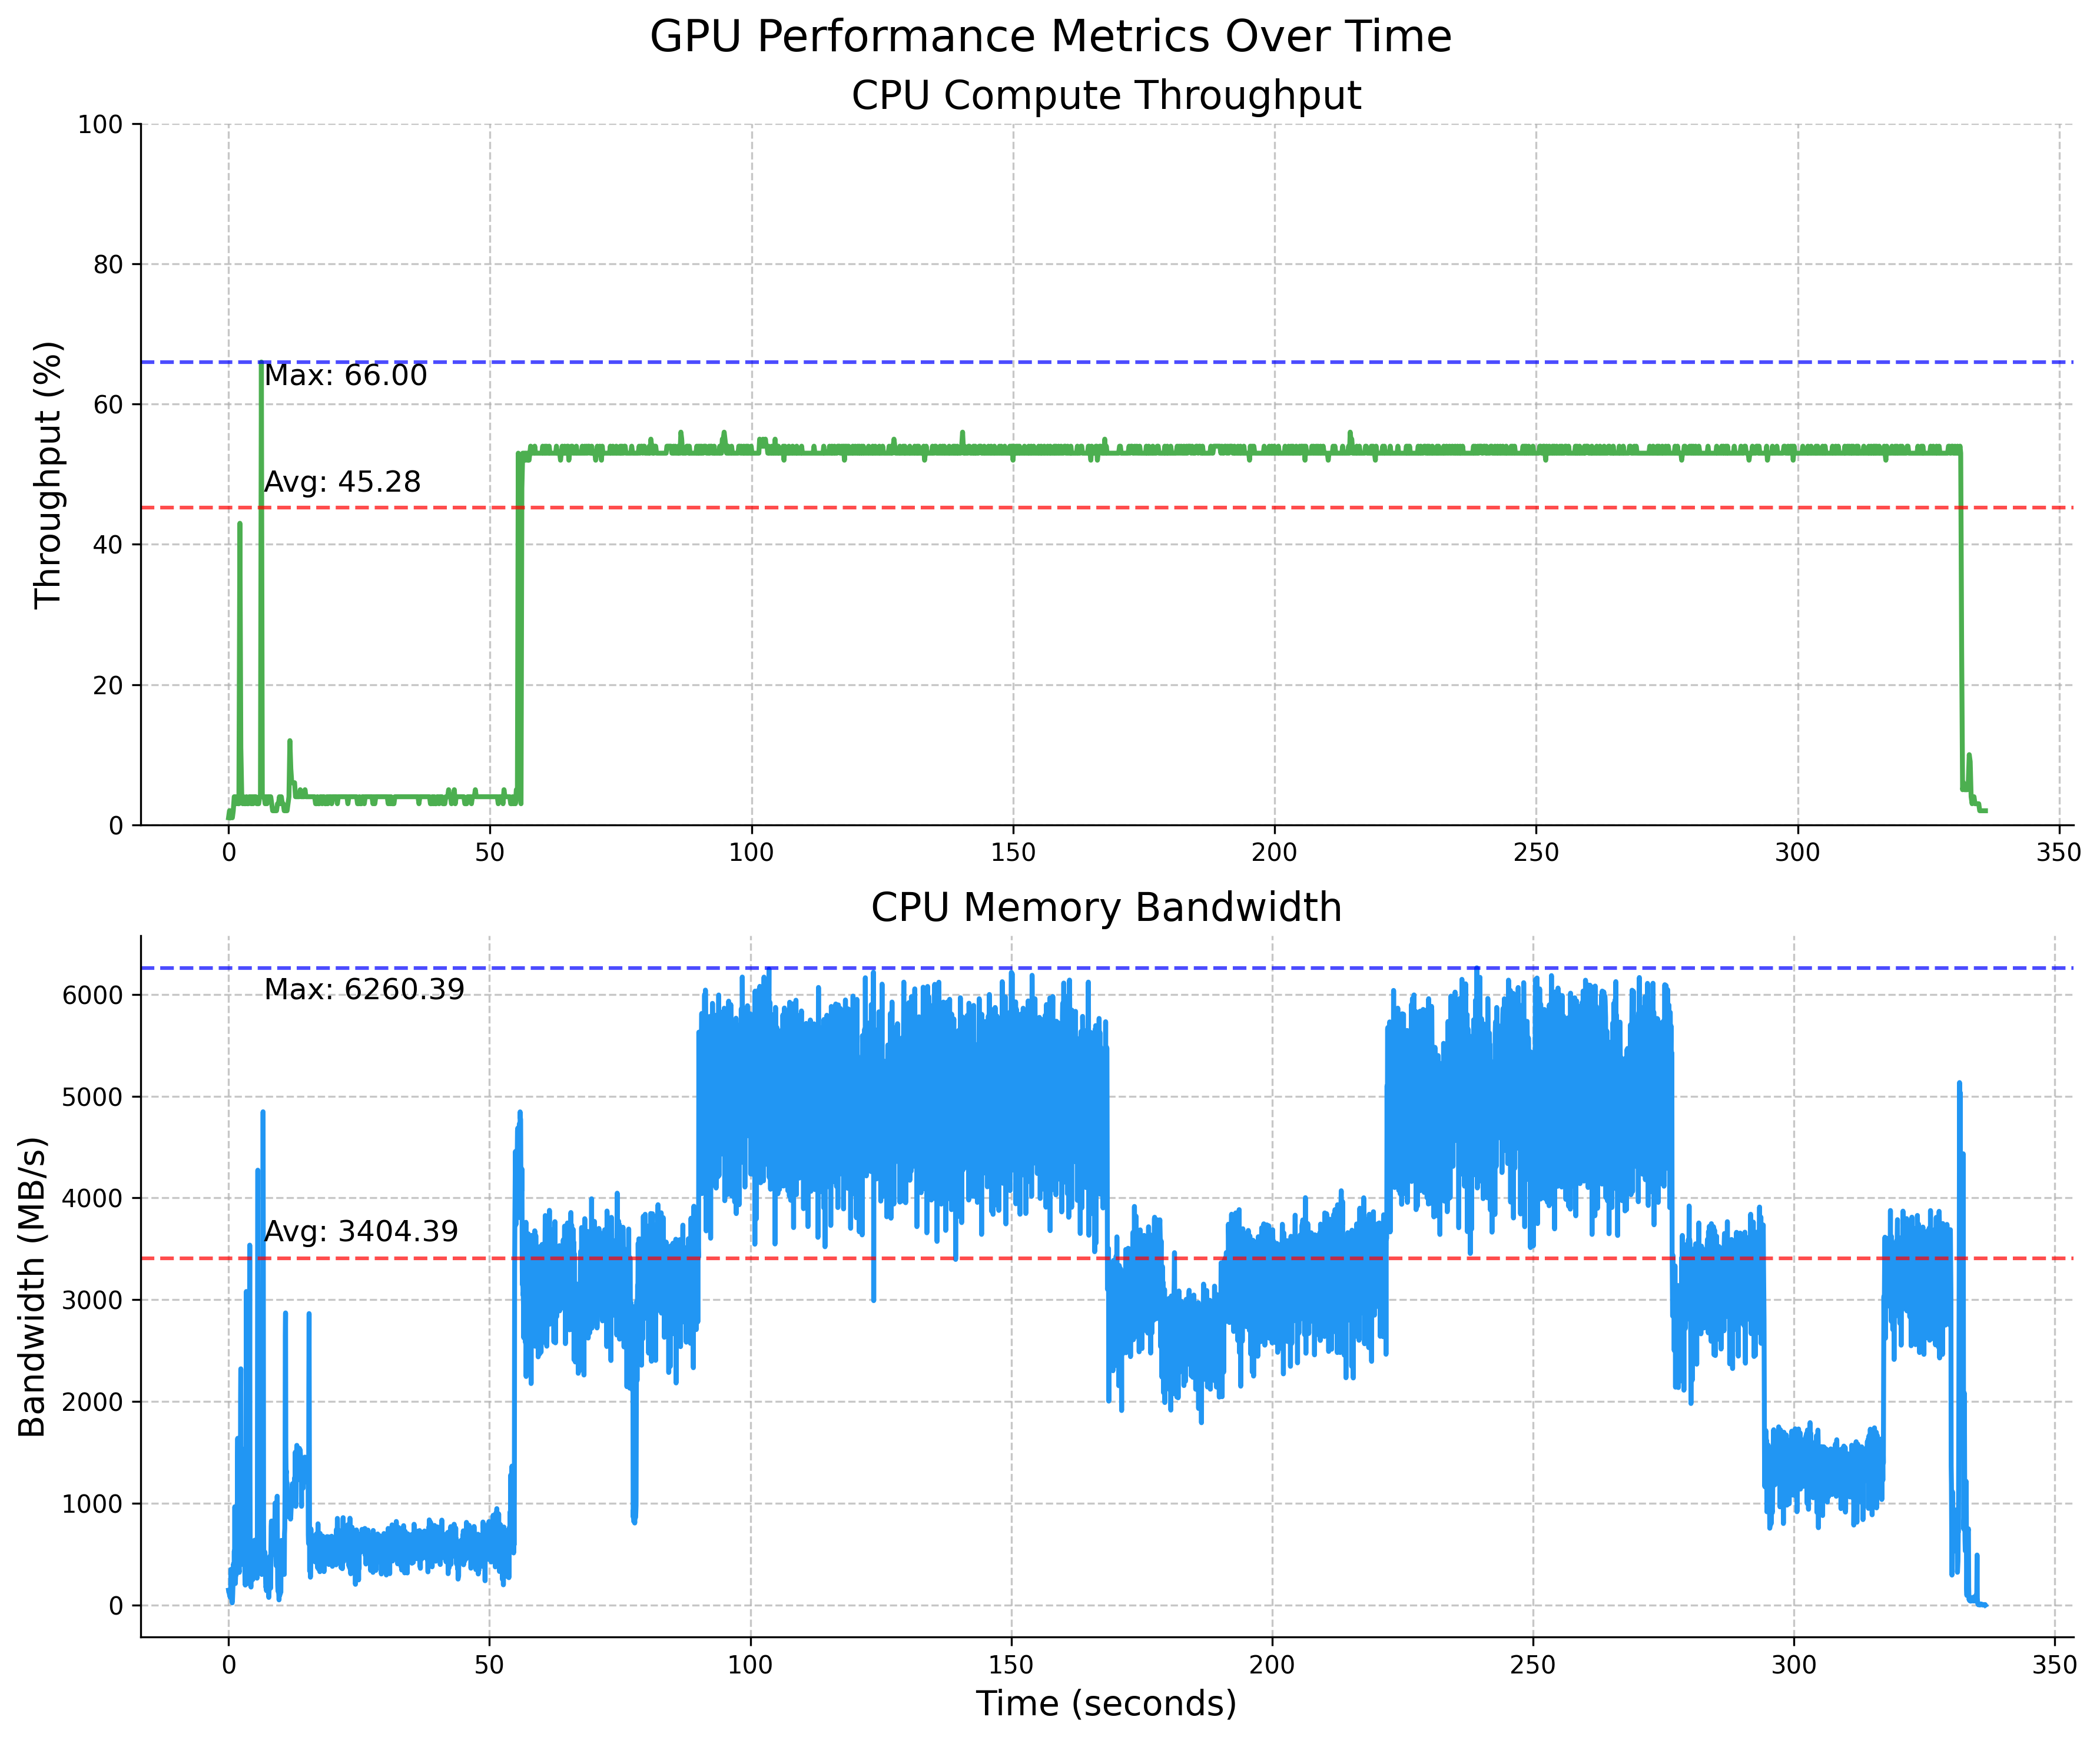 GPU Performance Metrics Over Time
CPU Compute Throughput
100
80
60
40
20
0
Throughput (%)
Max: 66.00
Avg: 45.28
0 50 100 150 200 250 300 350
CPU Memory Bandwidth
6000
5000
4000
3000
2000
1000
0
Bandwidth (MB/s)
Max: 6260.39
Avg: 3404.39
0 50 100 150 200 250 300 350
Time (seconds)